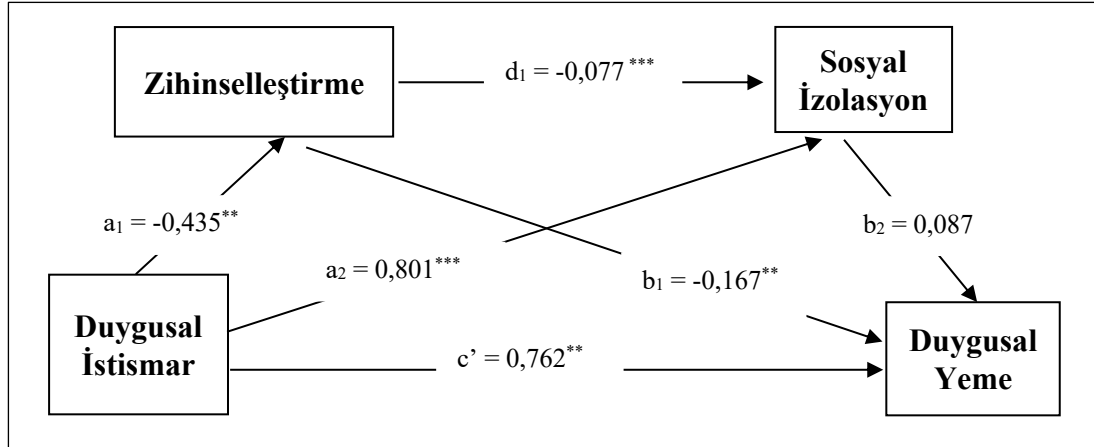 Zihinselleştirme
d1 = -0,077 ***
Sosyal
İzolasyon
a1 = -0,435**
a2 = 0,801***
b1 = -0,167**
b2 = 0,087
Duygusal
İstismar
c’ = 0,762**
Duygusal
Yeme